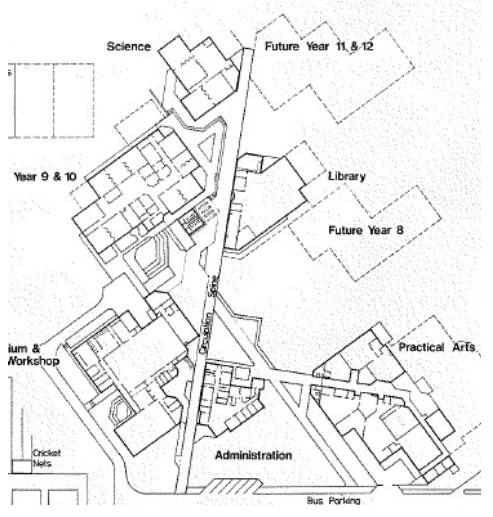 Science
Future Year 11 & 12
Year 9 & 10
Library
Future Year 8
Circulation Spine
ium &
Workshop
Practical Arts
Cricket
Nets
Administration
Bus Parking